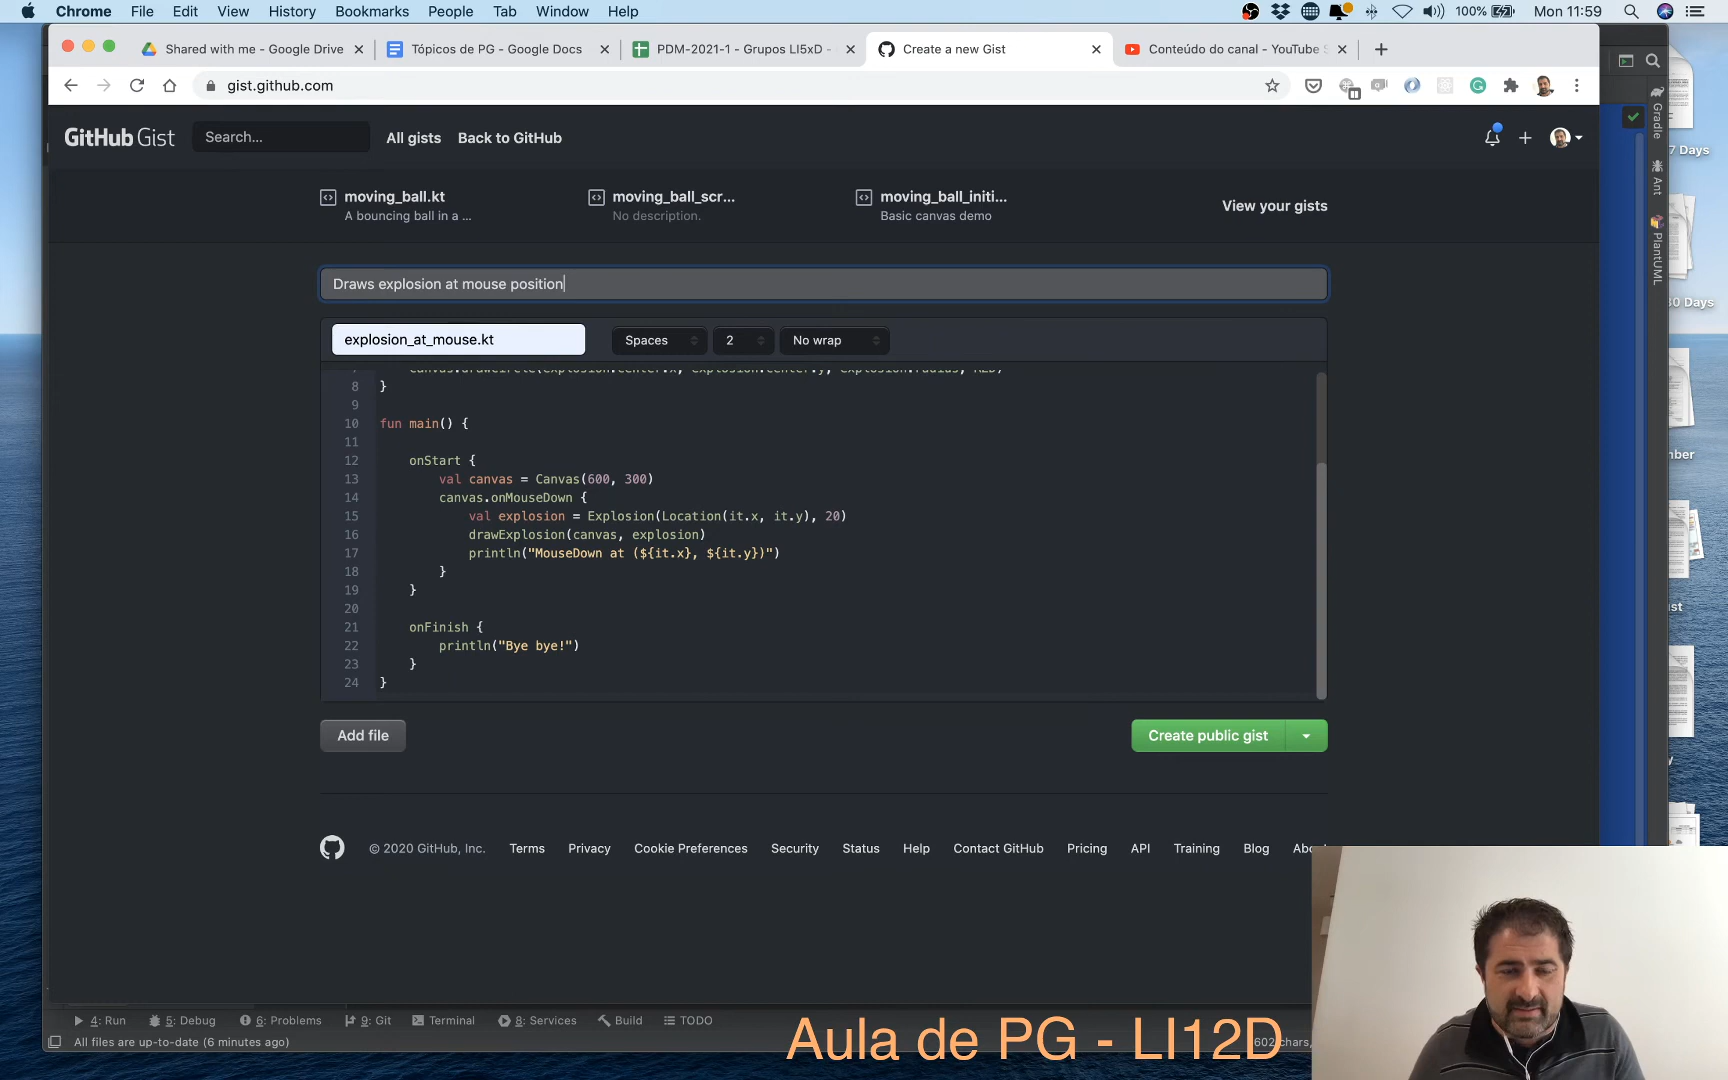 Chrome File Edit View History Bookmarks People Tab Window Help 100% Mon 11:59
Shared with me - Google Drive Tópicos de PG - Google Docs PDM-2021-1 - Grupos LI5xD - Create a new Gist Conteúdo do canal - YouTube S
gist.github.com
GitHub Gist Search... All gists Back to GitHub
moving_ball.kt moving_ball_scr... moving_ball_initi...
A bouncing ball in a ... No description. Basic canvas demo
View your gists
Draws explosion at mouse position
explosion_at_mouse.kt Spaces 2 No wrap
8 }
9
10 fun main() {
11
12 onStart {
13 val canvas = Canvas(600, 300)
14 canvas.onMouseDown {
15 val explosion = Explosion(Location(it.x, it.y), 20)
16 drawExplosion(canvas, explosion)
17 println("MouseDown at (${it.x}, ${it.y})")
18 }
19 }
20
21 onFinish {
22 println("Bye bye!")
23 }
24 }
Add file Create public gist
© 2020 GitHub, Inc. Terms Privacy Cookie Preferences Security Status Help Contact GitHub Pricing API Training Blog
4: Run 5: Debug 6: Problems 9: Git Terminal 8: Services Build TODO
All files are up-to-date (6 minutes ago)
Aula de PG - LI12D
602 chars,
Gradle
Ant
PlantUML
7 Days
30 Days